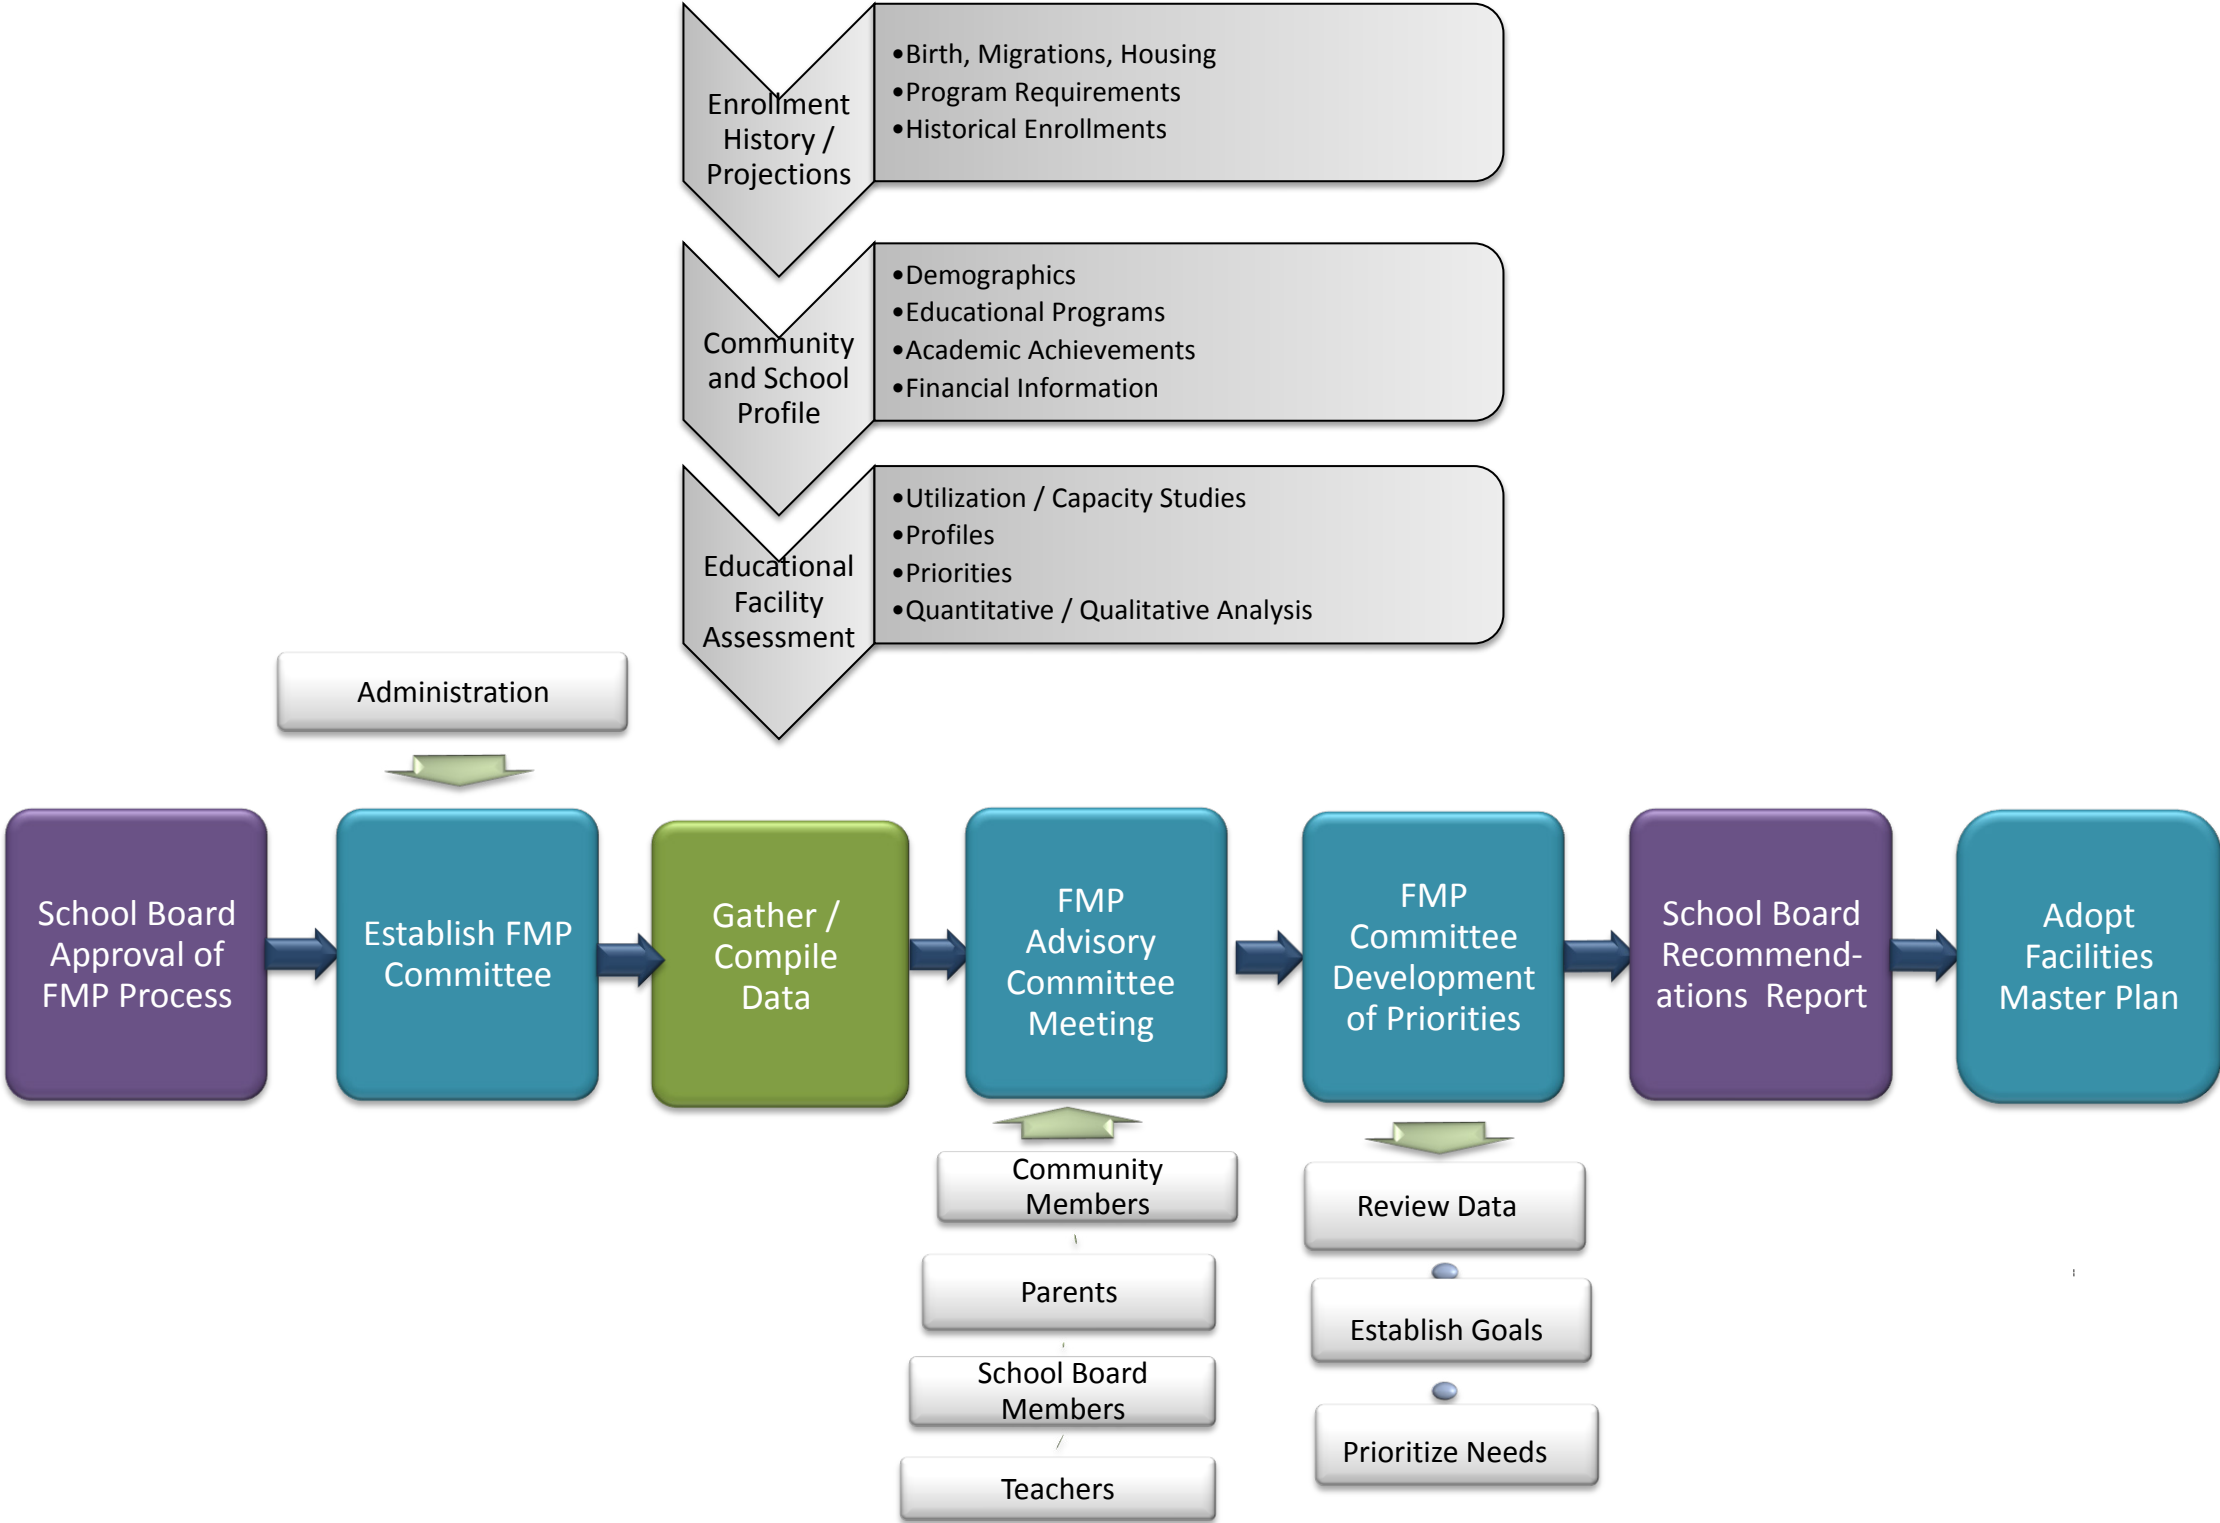 Enrollment
History /
Projections
•Birth, Migrations, Housing
•Program Requirements
•Historical Enrollments
Community
and School
Profile
•Demographics
•Educational Programs
•Academic Achievements
•Financial Information
Educational
Facility
Assessment
•Utilization / Capacity Studies
•Profiles
•Priorities
•Quantitative / Qualitative Analysis
Administration
School Board
Approval of
FMP Process
Establish FMP
Committee
Gather /
Compile
Data
FMP
Advisory
Committee
Meeting
FMP
Committee
Development
of Priorities
School Board
Recommend-
ations  Report
Adopt
Facilities
Master Plan
Community
Members
Parents
School Board
Members
Teachers
Review Data
Establish Goals
Prioritize Needs